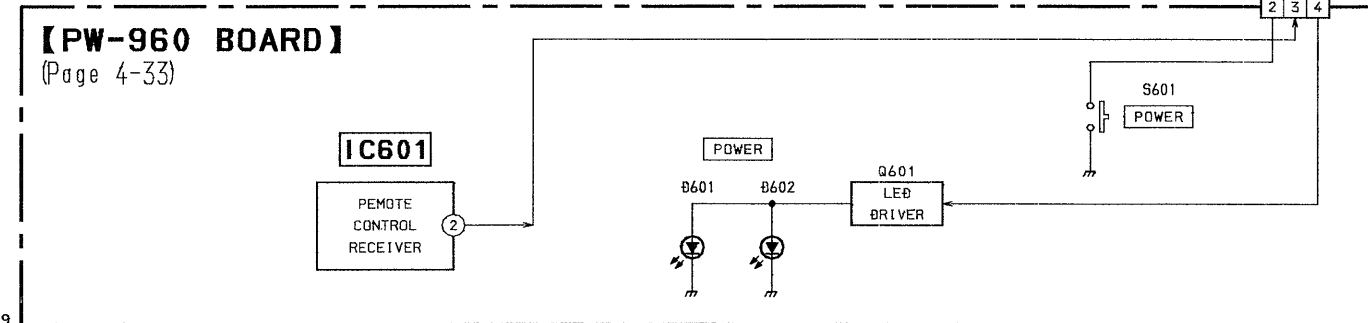 2 3 4
【PW-960 BOARD】
(Page 4-33)
S601
POWER
IC601
POWER
Q601
D601
D602
LED
DRIVER
PEMOTE
CONTROL
RECEIVER
2
9